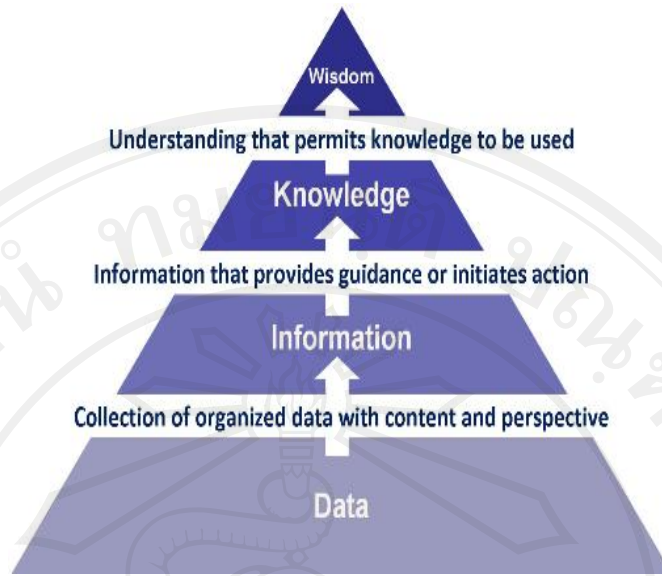 Wisdom
Understanding that permits knowledge to be used
Knowledge
Information that provides guidance or initiates action
Information
Collection of organized data with content and perspective
Data